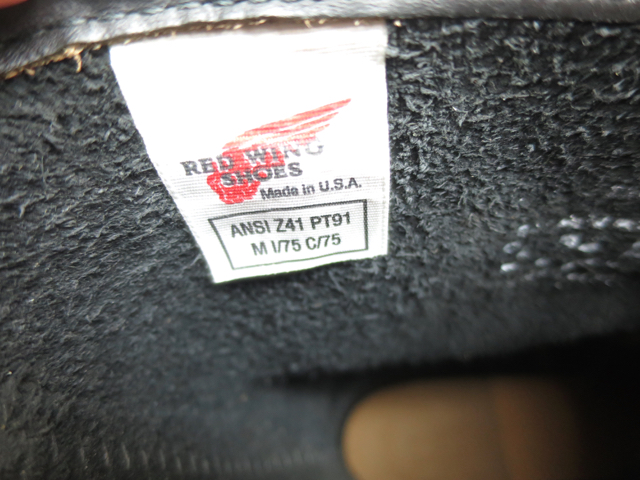 RED WING
SHOES
Made in U.S.A.
ANSI Z41 PT91
M I/75 C/75